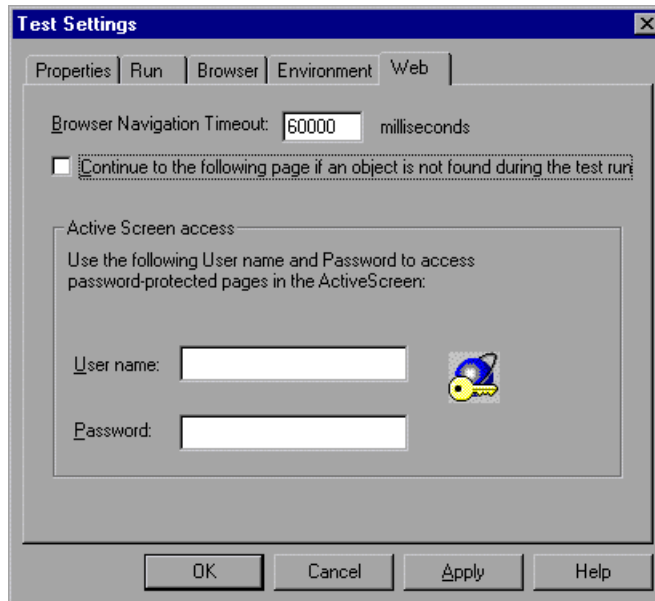 Test Settings
Properties Run Browser Environment Web
Browser Navigation Timeout: 60000 milliseconds
Continue to the following page if an object is not found during the test run
Active Screen access
Use the following User name and Password to access
password-protected pages in the ActiveScreen:
User name:
Password:
OK Cancel Apply Help